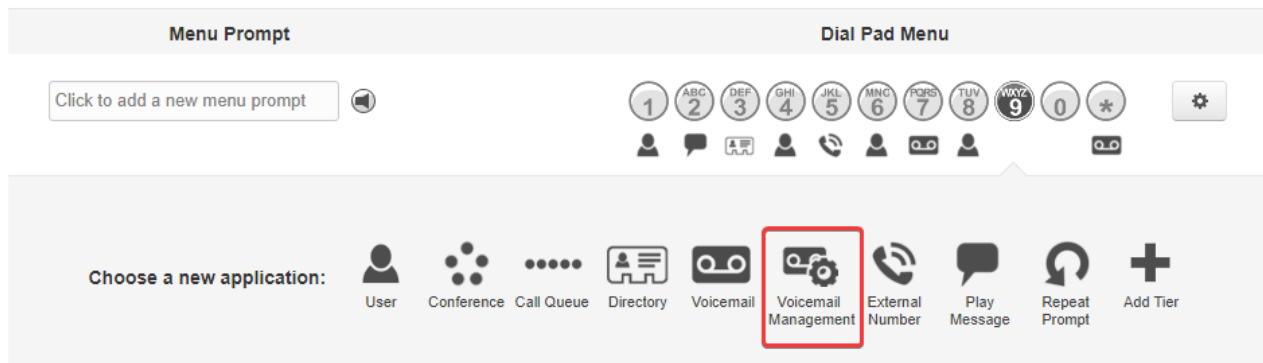 Menu Prompt
Dial Pad Menu
Click to add a new menu prompt
1 ABC 2 DEF 3 GHI 4 JKL 5 MNO 6 PQRS 7 TUV 8 WXYZ 9 0 *
Choose a new application:
User
Conference
Call Queue
Directory
Voicemail
Voicemail
Management
External
Number
Play
Message
Repeat
Prompt
Add Tier